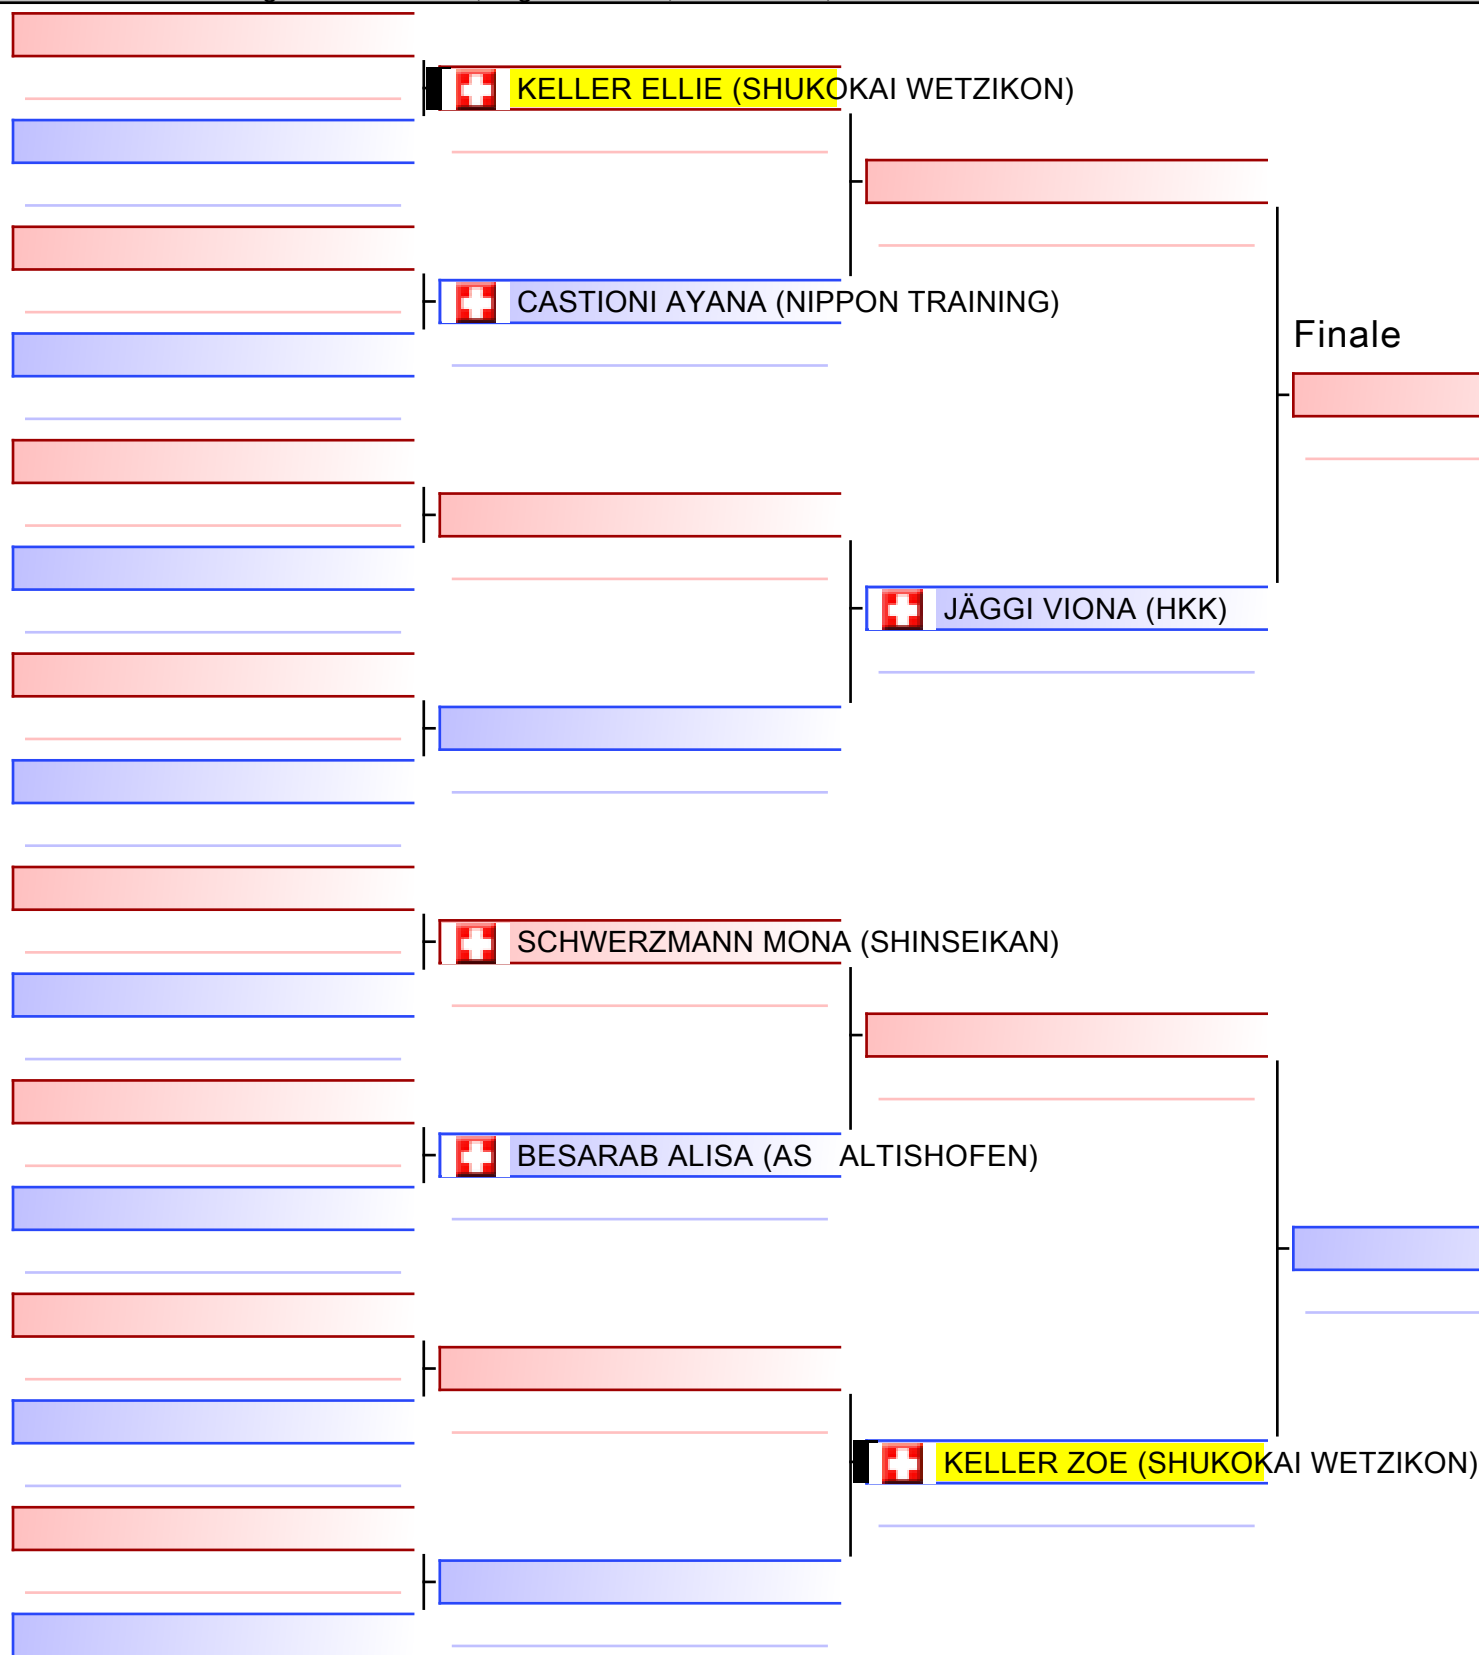 KELLER ELLIE (SHUKOKAI WETZIKON)
CASTIONI AYANA (NIPPON TRAINING)
Finale
JÄGGI VIONA (HKK)
SCHWERZMANN MONA (SHINSEIKAN)
BESARAB ALISA (AS ALTISHOFEN)
KELLER ZOE (SHUKOKAI WETZIKON)